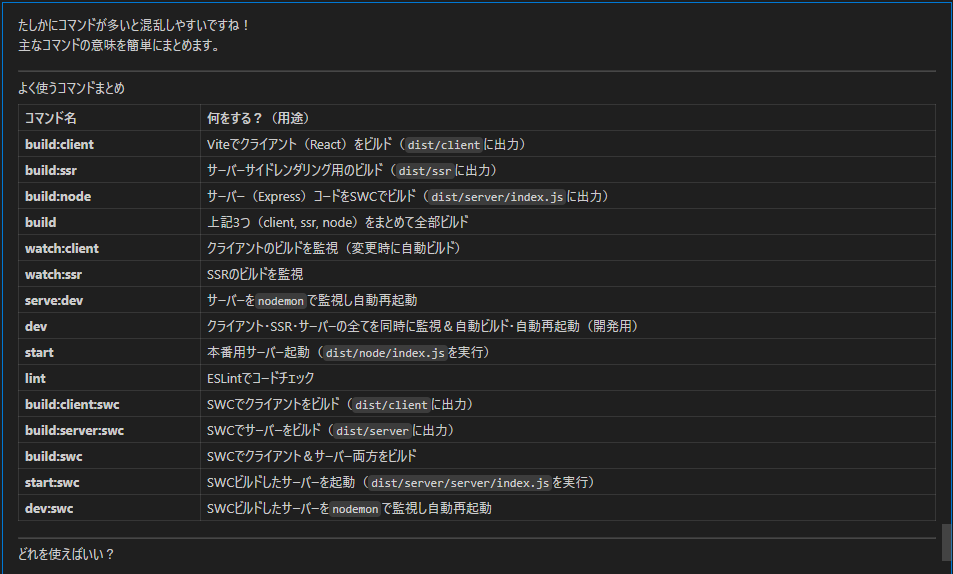 たしかにコマンドが多いと混乱しやすいですね！
主なコマンドの意味を簡単にまとめます。
よく使うコマンドまとめ
コマンド名 何をする？（用途）
build:client Viteでクライアント（React）をビルド（dist/clientに出力）
build:ssr サーバーサイドレンダリング用のビルド（dist/ssrに出力）
build:node サーバー（Express）コードをSWCでビルド（dist/server/index.jsに出力）
build 上記3つ（client, ssr, node）をまとめて全部ビルド
watch:client クライアントのビルドを監視（変更時に自動ビルド）
watch:ssr SSRのビルドを監視
serve:dev サーバーをnodemonで監視し自動再起動
dev クライアント・SSR・サーバーの全てを同時に監視＆自動ビルド・自動再起動（開発用）
start 本番用サーバー起動（dist/node/index.jsを実行）
lint ESLintでコードチェック
build:client:swc SWCでクライアントをビルド（dist/clientに出力）
build:server:swc SWCでサーバーをビルド（dist/serverに出力）
build:swc SWCでクライアント＆サーバー両方をビルド
start:swc SWCビルドしたサーバーを起動（dist/server/server/index.jsを実行）
dev:swc SWCビルドしたサーバーをnodemonで監視し自動再起動
どれを使えばいい？